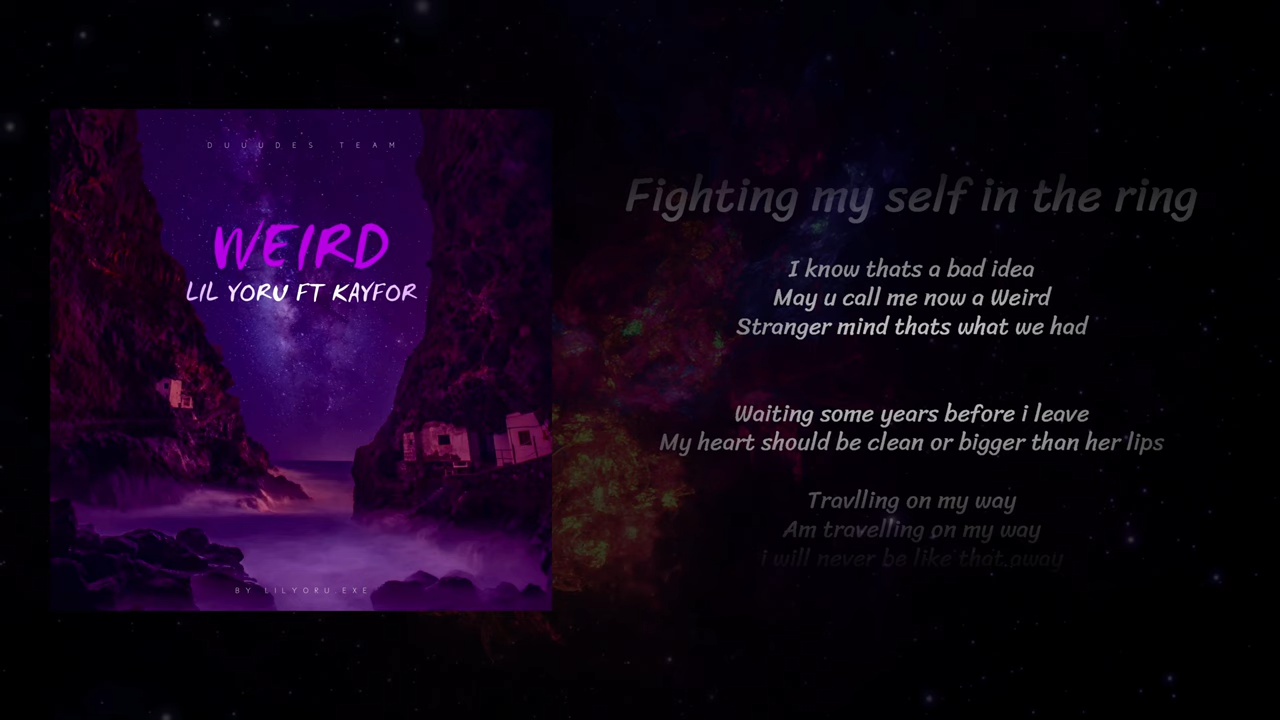 DUUUDES TEAM
WEIRD
LIL YORU FT KAYFOR
BY LILYORU.EXE
Fighting my self in the ring
I know thats a bad idea
May u call me now a Weird
Stranger mind thats what we had
Waiting some years before i leave
My heart should be clean or bigger than her lips
Travlling on my way
Am travelling on my way
i will never be like that.away